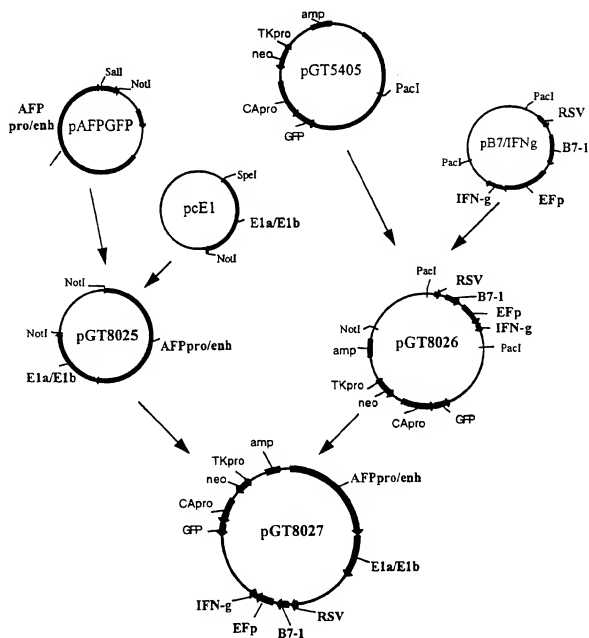 amp
TKpro
neo
pGT5405
PacI
CApro
GFP
SalI
NotI
AFP
pro/enh
pAFPGFP
PacI
RSV
pB7/IFNg
B7-1
PacI
IFN-g
EFp
SpeI
pcE1
E1a/E1b
NotI
NotI
NotI
pGT8025
AFPpro/enh
E1a/E1b
PacI
RSV
B7-1
EFp
IFN-g
NotI
pGT8026
PacI
amp
TKpro
neo
CApro
GFP
amp
TKpro
neo
AFPpro/enh
CApro
GFP
pGT8027
E1a/E1b
IFN-g
RSV
EFp
B7-1